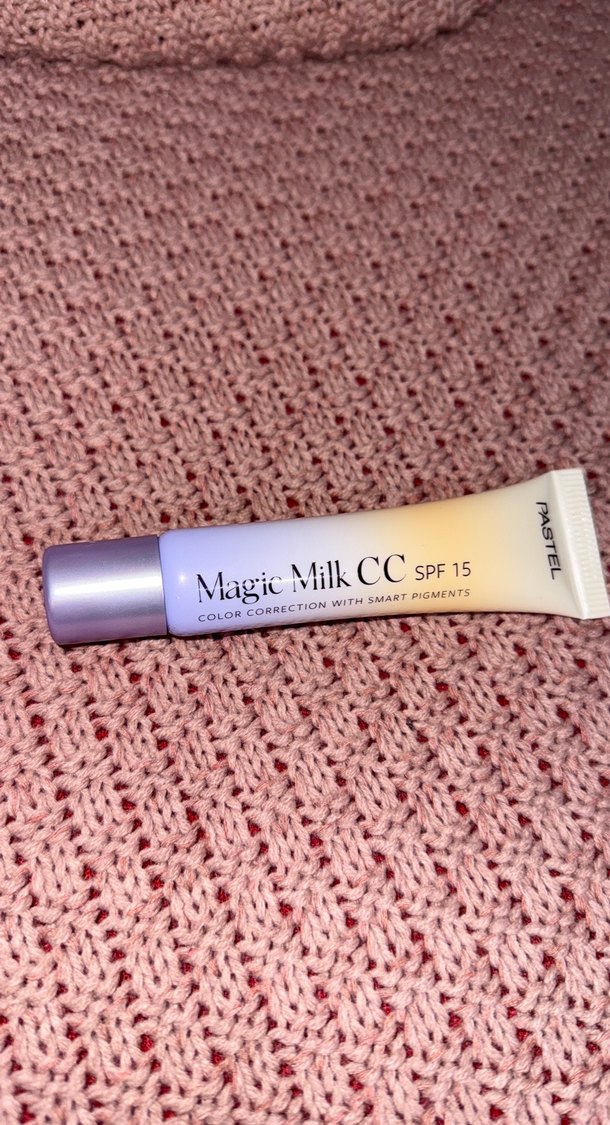 Magic Milk CC SPF 15
COLOR CORRECTION WITH SMART PIGMENTS
PASTEL